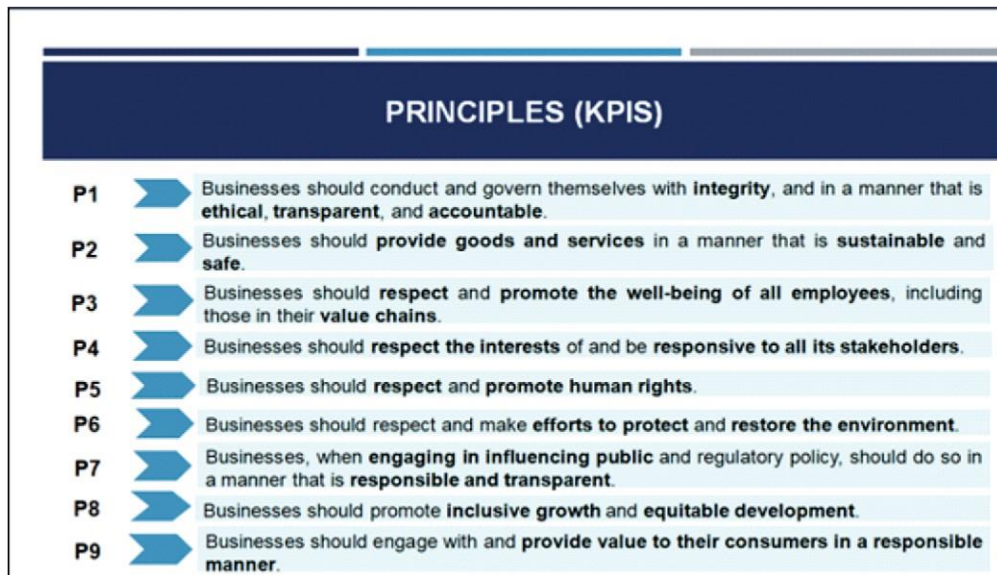 PRINCIPLES (KPIS)
P1 Businesses should conduct and govern themselves with integrity, and in a manner that is
ethical, transparent, and accountable.
P2 Businesses should provide goods and services in a manner that is sustainable and
safe.
P3 Businesses should respect and promote the well-being of all employees, including
those in their value chains.
P4 Businesses should respect the interests of and be responsive to all its stakeholders.
P5 Businesses should respect and promote human rights.
P6 Businesses should respect and make efforts to protect and restore the environment.
P7 Businesses, when engaging in influencing public and regulatory policy, should do so in
a manner that is responsible and transparent.
P8 Businesses should promote inclusive growth and equitable development.
P9 Businesses should engage with and provide value to their consumers in a responsible
manner.